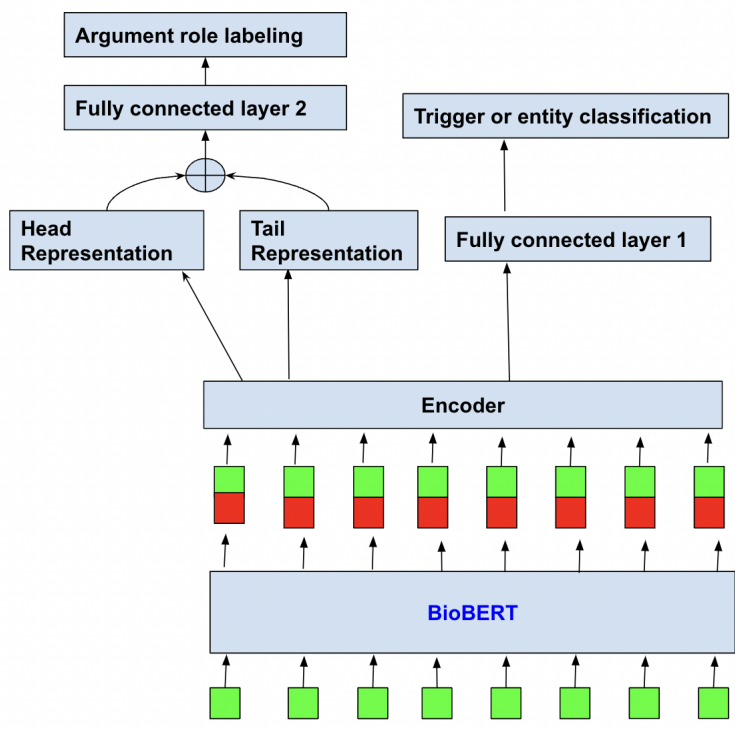 Argument role labeling
Fully connected layer 2
Trigger or entity classification
Head
Representation
Tail
Representation
Fully connected layer 1
Encoder
BioBERT